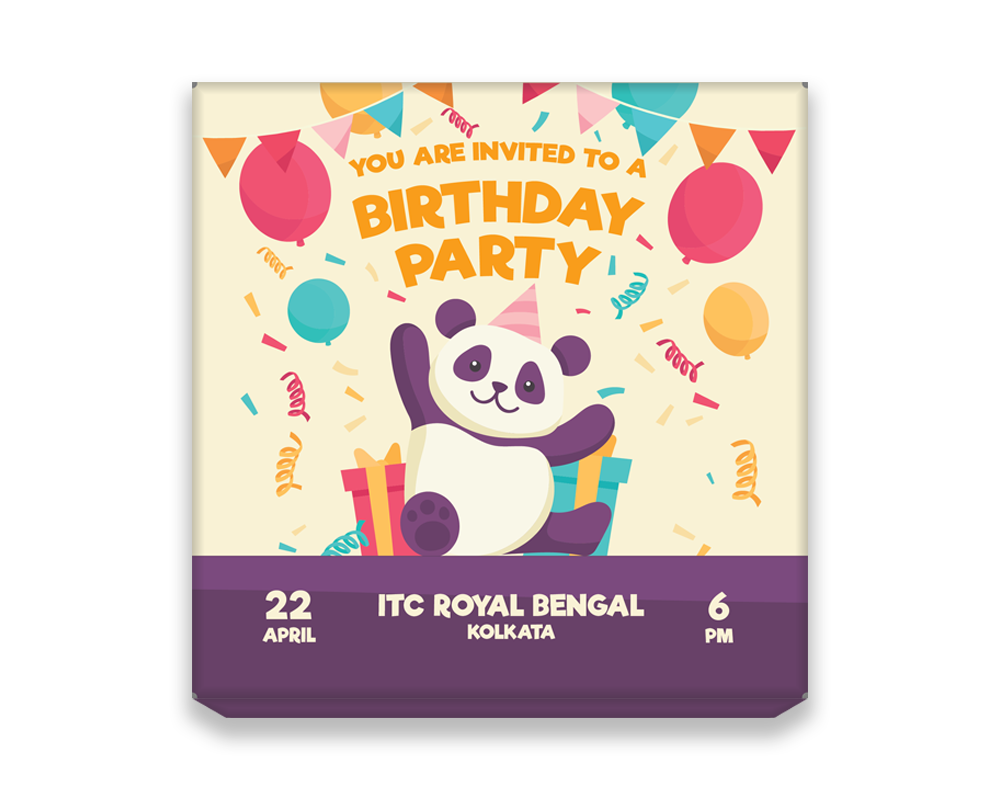 YOU ARE INVITED TO A
BIRTHDAY
PARTY
22
APRIL
ITC ROYAL BENGAL
KOLKATA
6
PM